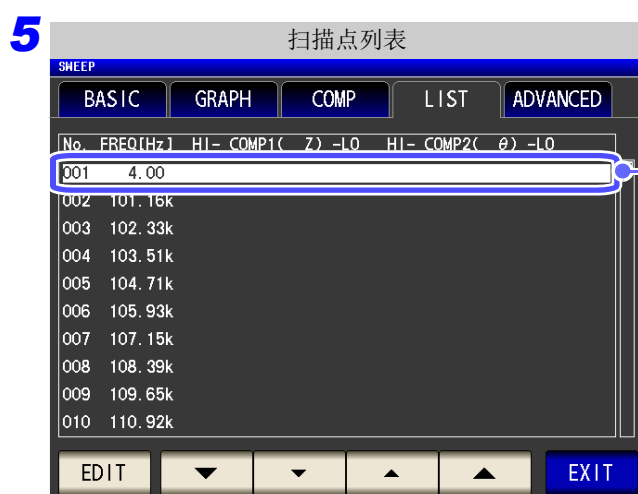 5
扫描点列表
SWEEP
BASIC GRAPH COMP LIST ADVANCED
No. FREQ[Hz] HI- COMP1( Z) -LO HI- COMP2( θ) -LO
001 4.00
002 101.16k
003 102.33k
004 103.51k
005 104.71k
006 105.93k
007 107.15k
008 108.39k
009 109.65k
010 110.92k
EDIT EXIT